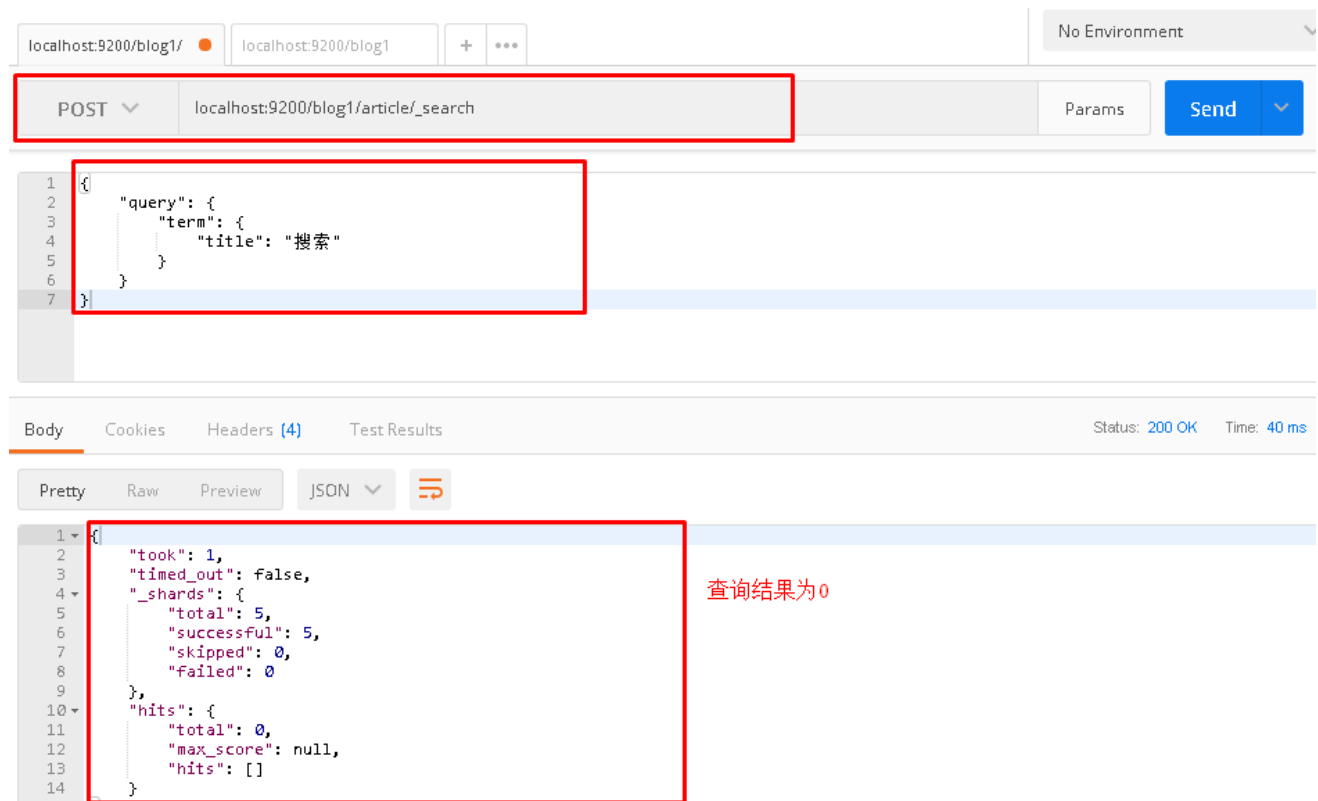 localhost:9200/blog1/ localhost:9200/blog1 + ••• No Environment
POST localhost:9200/blog1/article/_search Params Send
1 {
2 "query": {
3 "term": {
4 "title": "搜索"
5 }
6 }
7 }
Body Cookies Headers (4) Test Results Status: 200 OK Time: 40 ms
Pretty Raw Preview JSON
1 {
2 "took": 1,
3 "timed_out": false,
4 "_shards": {
5 "total": 5,
6 "successful": 5,
7 "skipped": 0,
8 "failed": 0
9 },
10 "hits": {
11 "total": 0,
12 "max_score": null,
13 "hits": []
14 }
查询结果为0